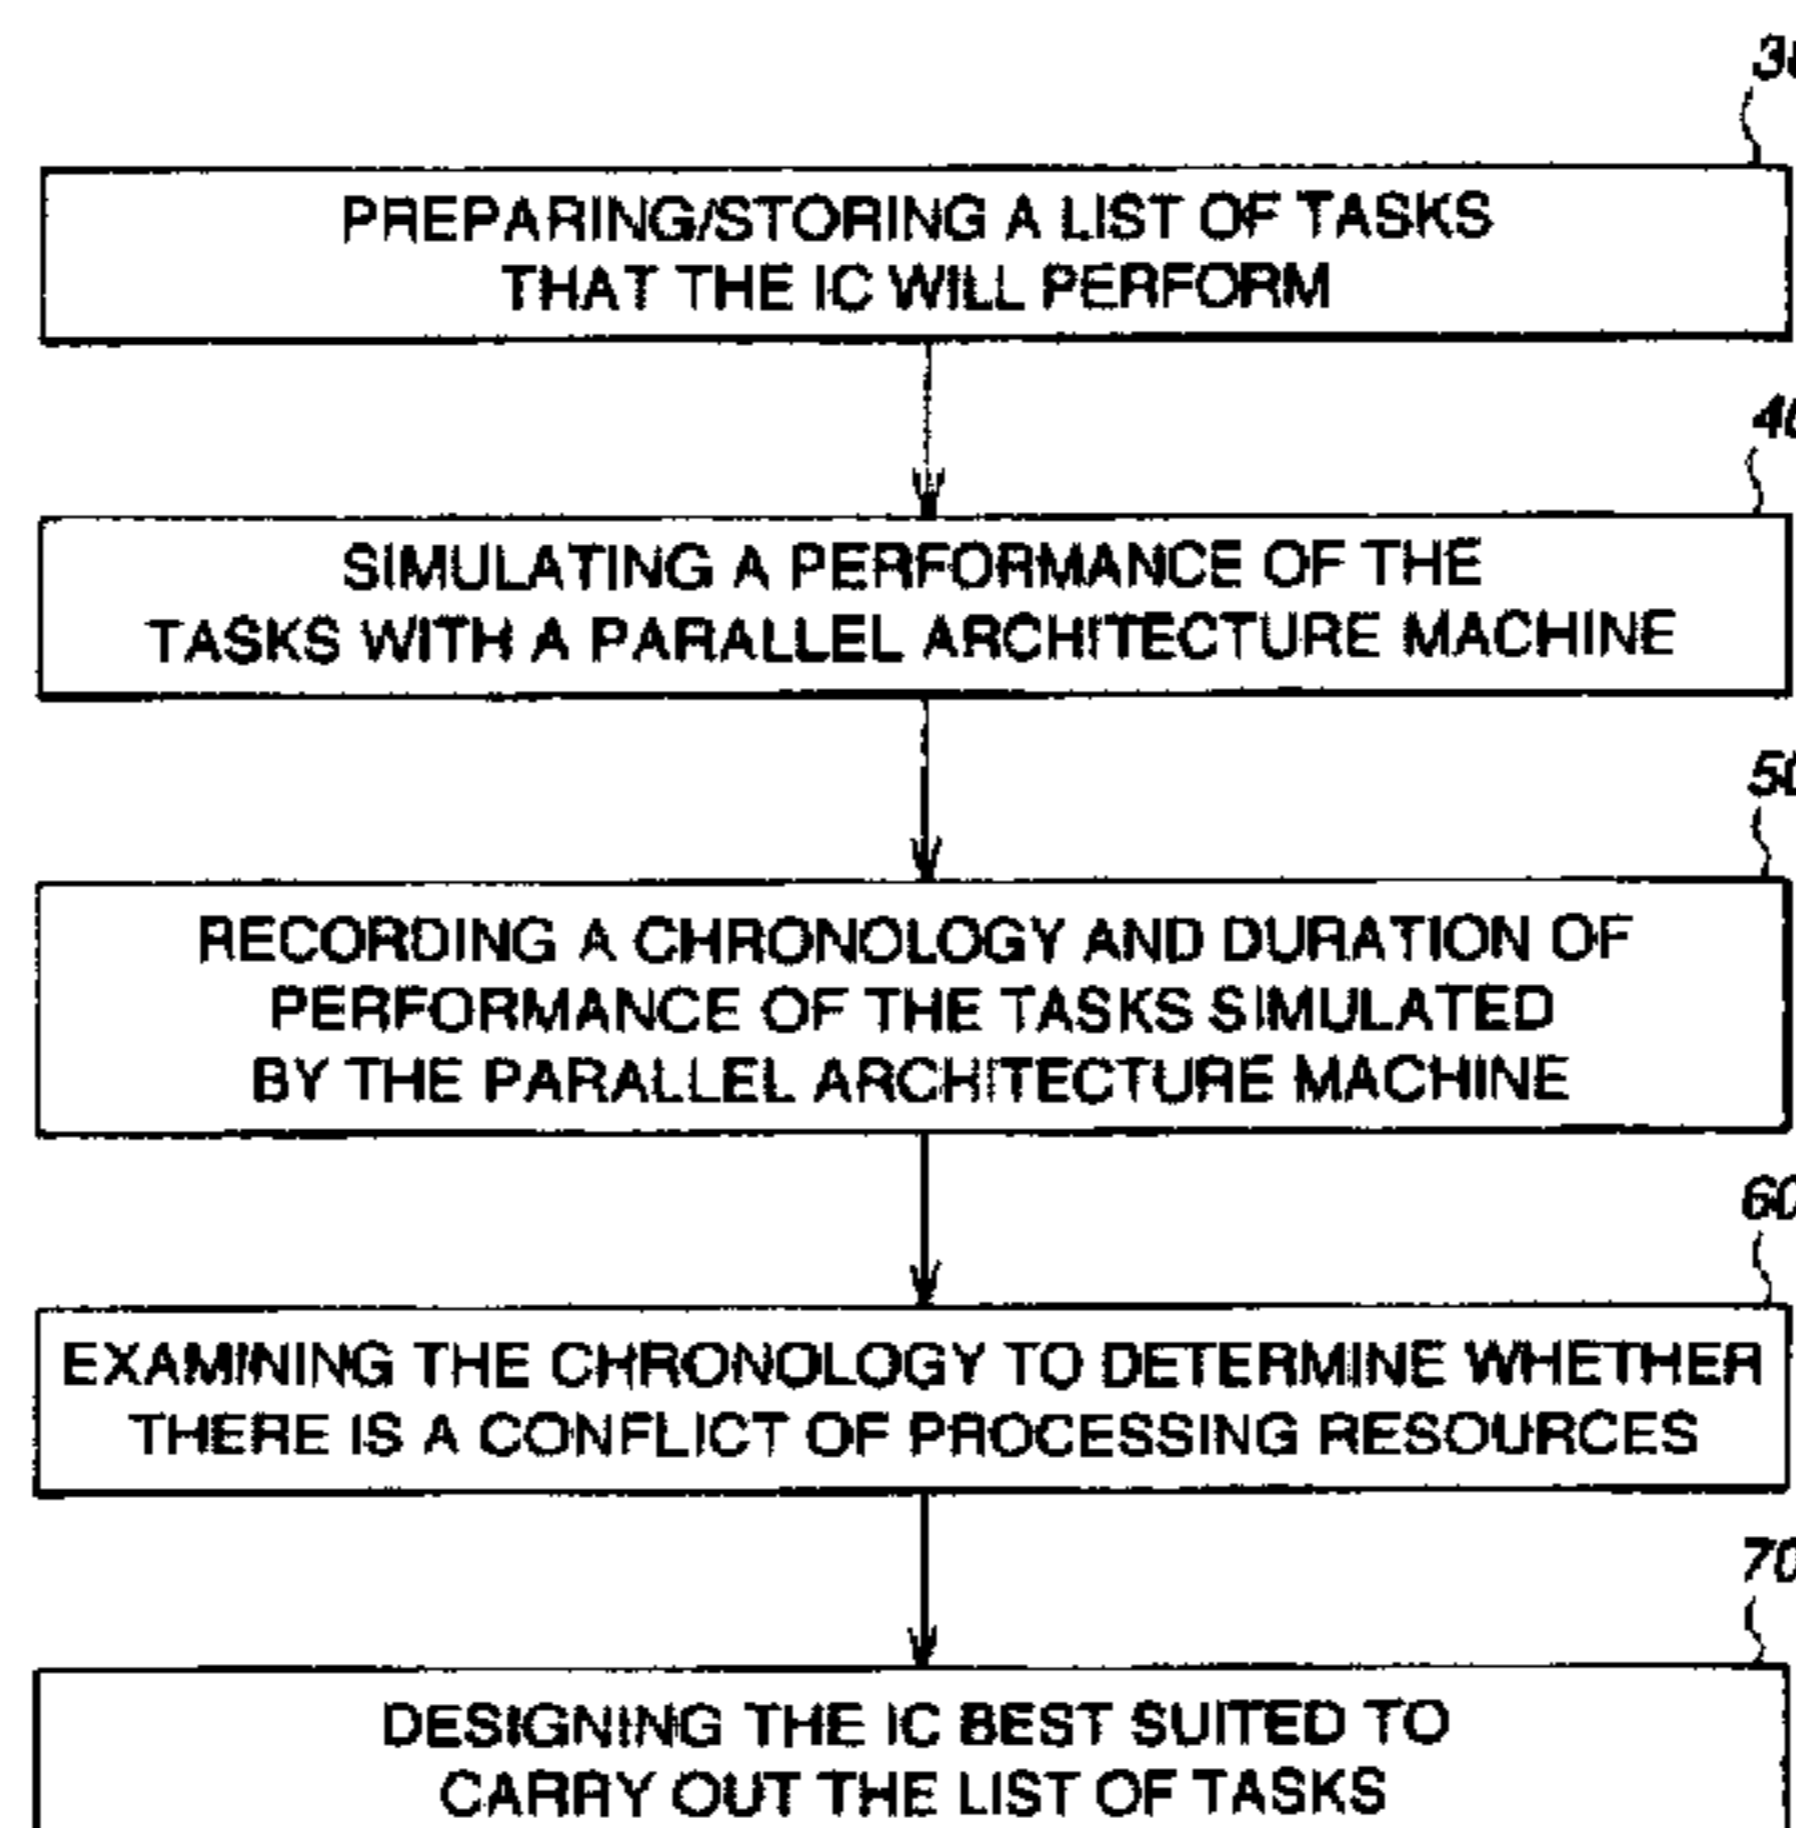 PREPARING/STORING A LIST OF TASKS
THAT THE IC WILL PERFORM
SIMULATING A PERFORMANCE OF THE
TASKS WITH A PARALLEL ARCHITECTURE MACHINE
50
RECORDING A CHRONOLOGY AND DURATION OF
PERFORMANCE OF THE TASKS SIMULATED
BY THE PARALLEL ARCHITECTURE MACHINE
60
EXAMINING THE CHRONOLOGY TO DETERMINE WHETHER
THERE IS A CONFLICT OF PROCESSING RESOURCES
70
DESIGNING THE IC BEST SUITED TO
CARRY OUT THE LIST OF TASKS